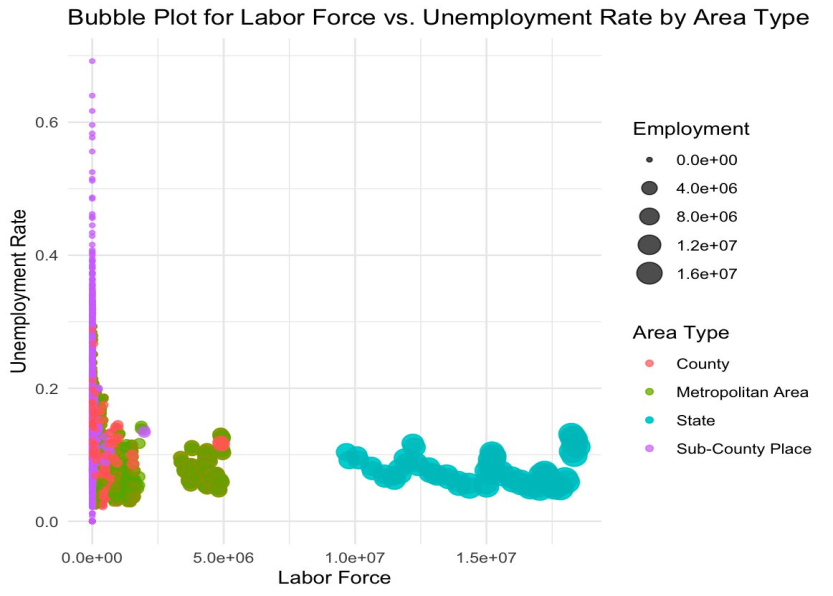 Bubble Plot for Labor Force vs. Unemployment Rate by Area Type
Unemployment Rate
0.6
0.4
0.2
0.0
0.0e+00
5.0e+06
1.0e+07
1.5e+07
Labor Force
Employment
0.0e+00
4.0e+06
8.0e+06
1.2e+07
1.6e+07
Area Type
County
Metropolitan Area
State
Sub-County Place